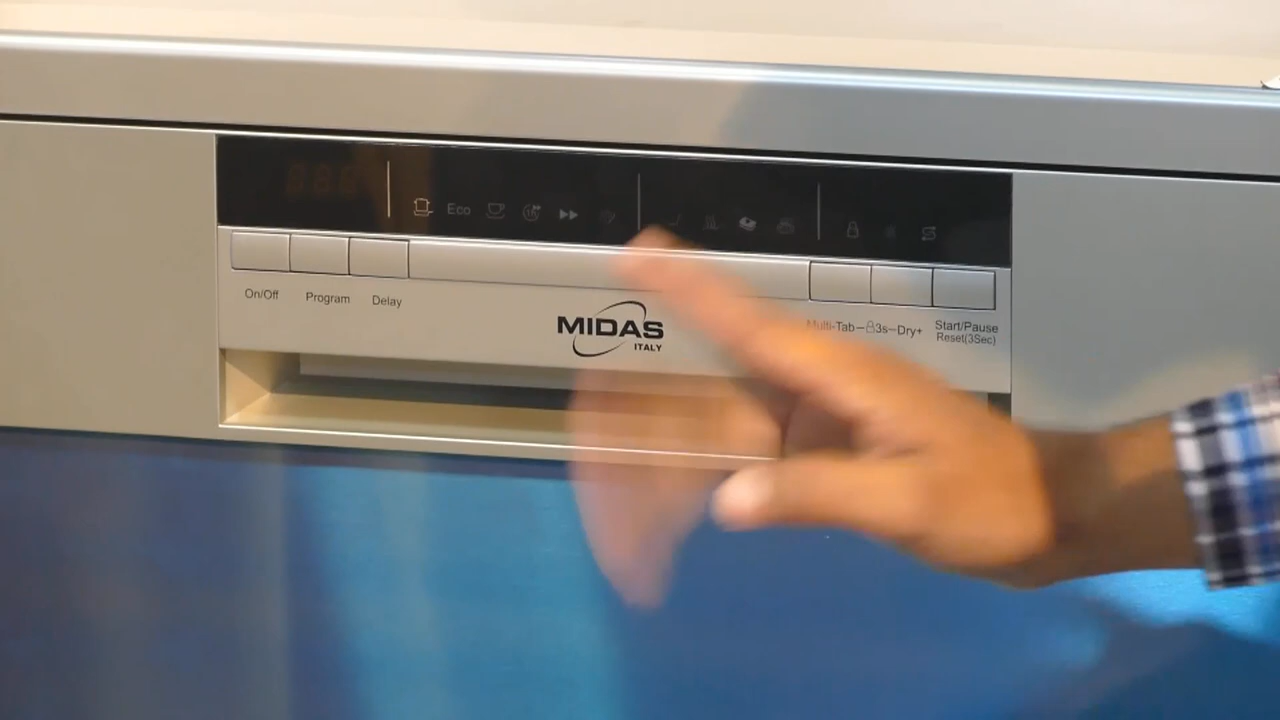 Eco
On/Off
Program
Delay
MIDAS
ITALY
Multi-Tab—3s—Dry+
Start/Pause
Reset(3Sec)